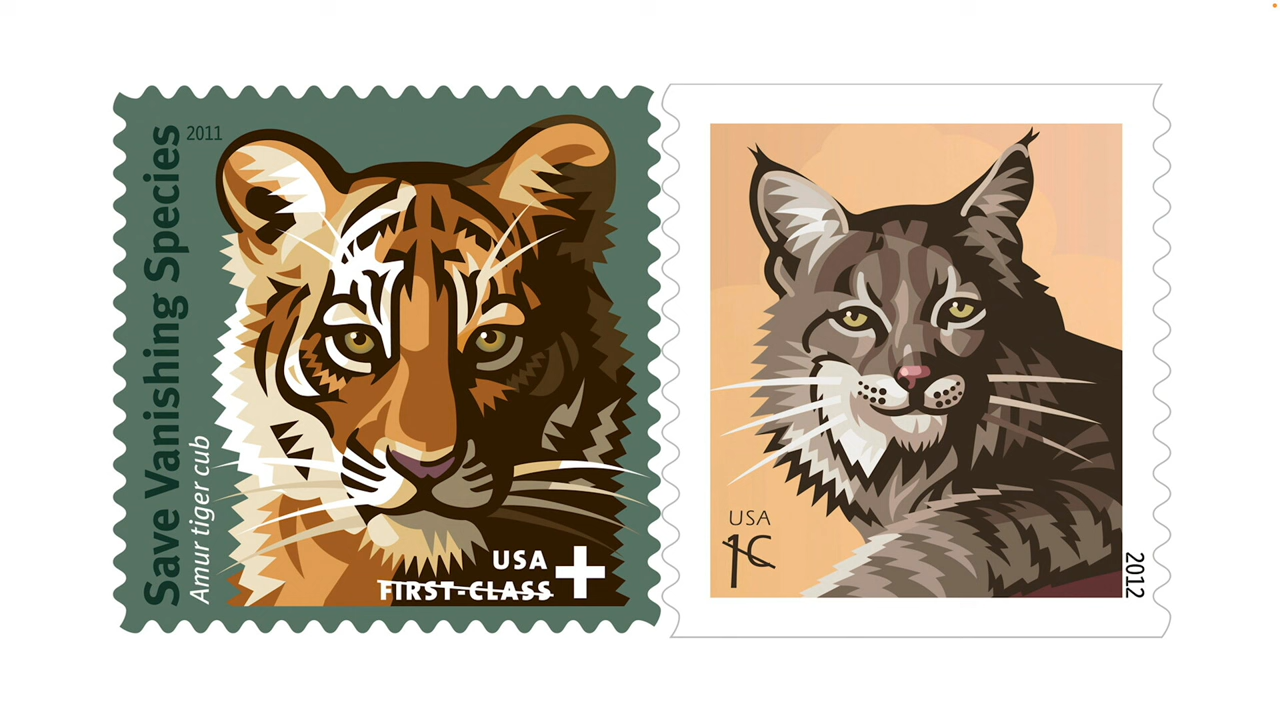 Save Vanishing Species
Amur tiger cub
2011
USA
FIRST-CLASS
+
USA
1¢
2012